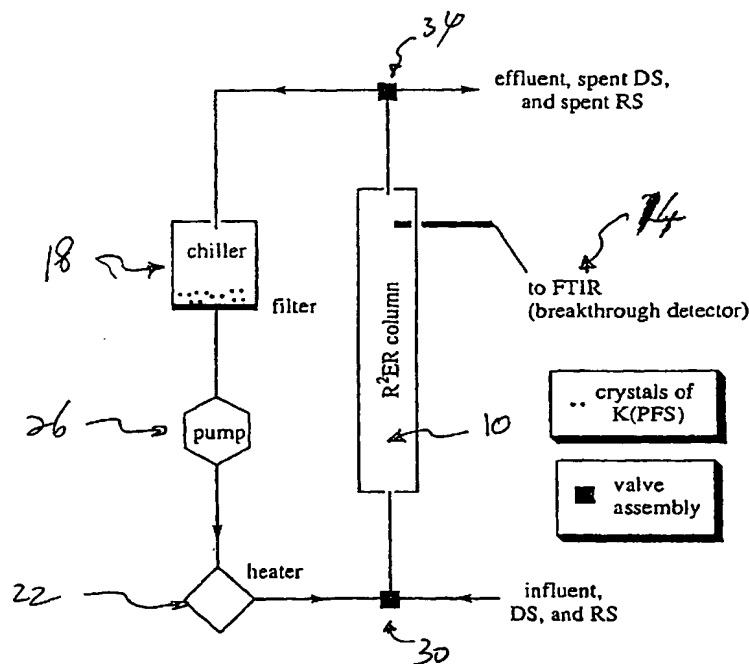 34
effluent, spent DS,
and spent RS
18
chiller
filter
14
to FTIR
(breakthrough detector)
R²ER column
10
crystals of
K(PFS)
26
pump
valve
assembly
heater
22
influent,
DS, and RS
30